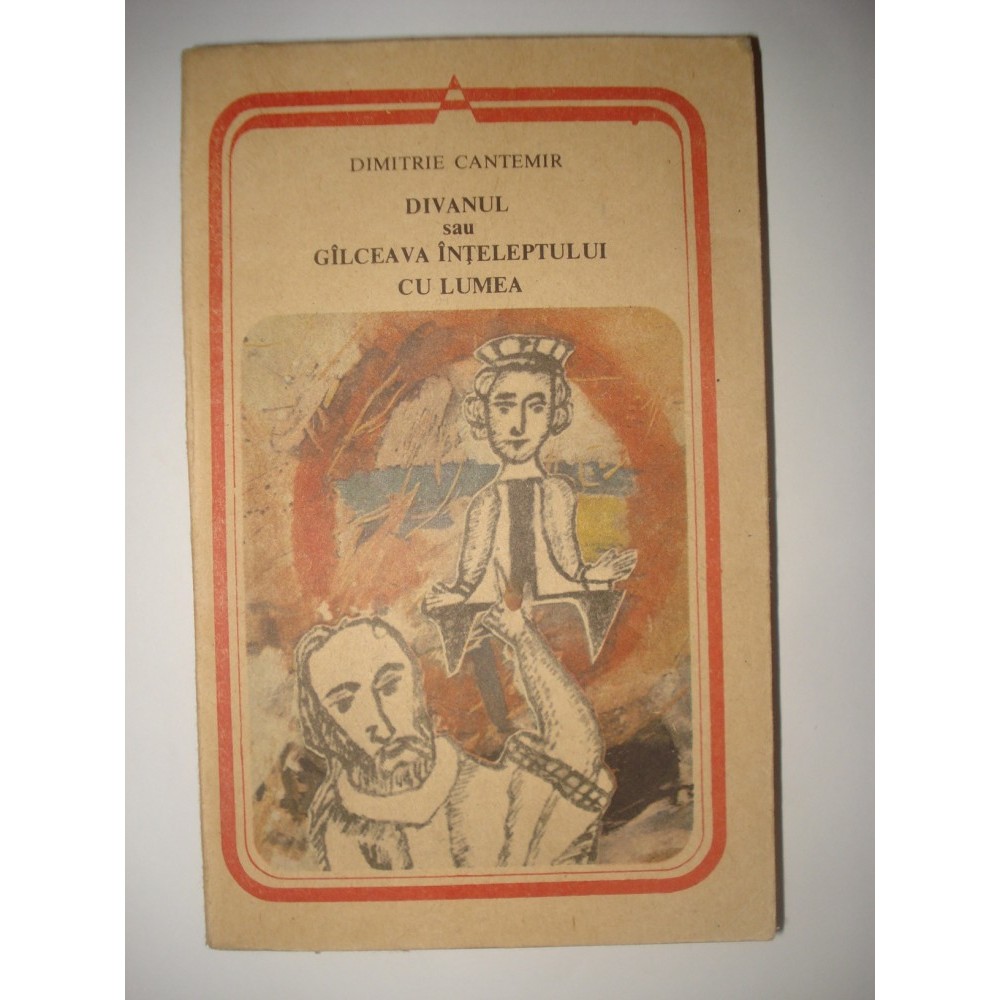 DIMITRIE CANTEMIR
DIVANUL
sau
GÎLCEAVA ÎNȚELEPTULUI
CU LUMEA